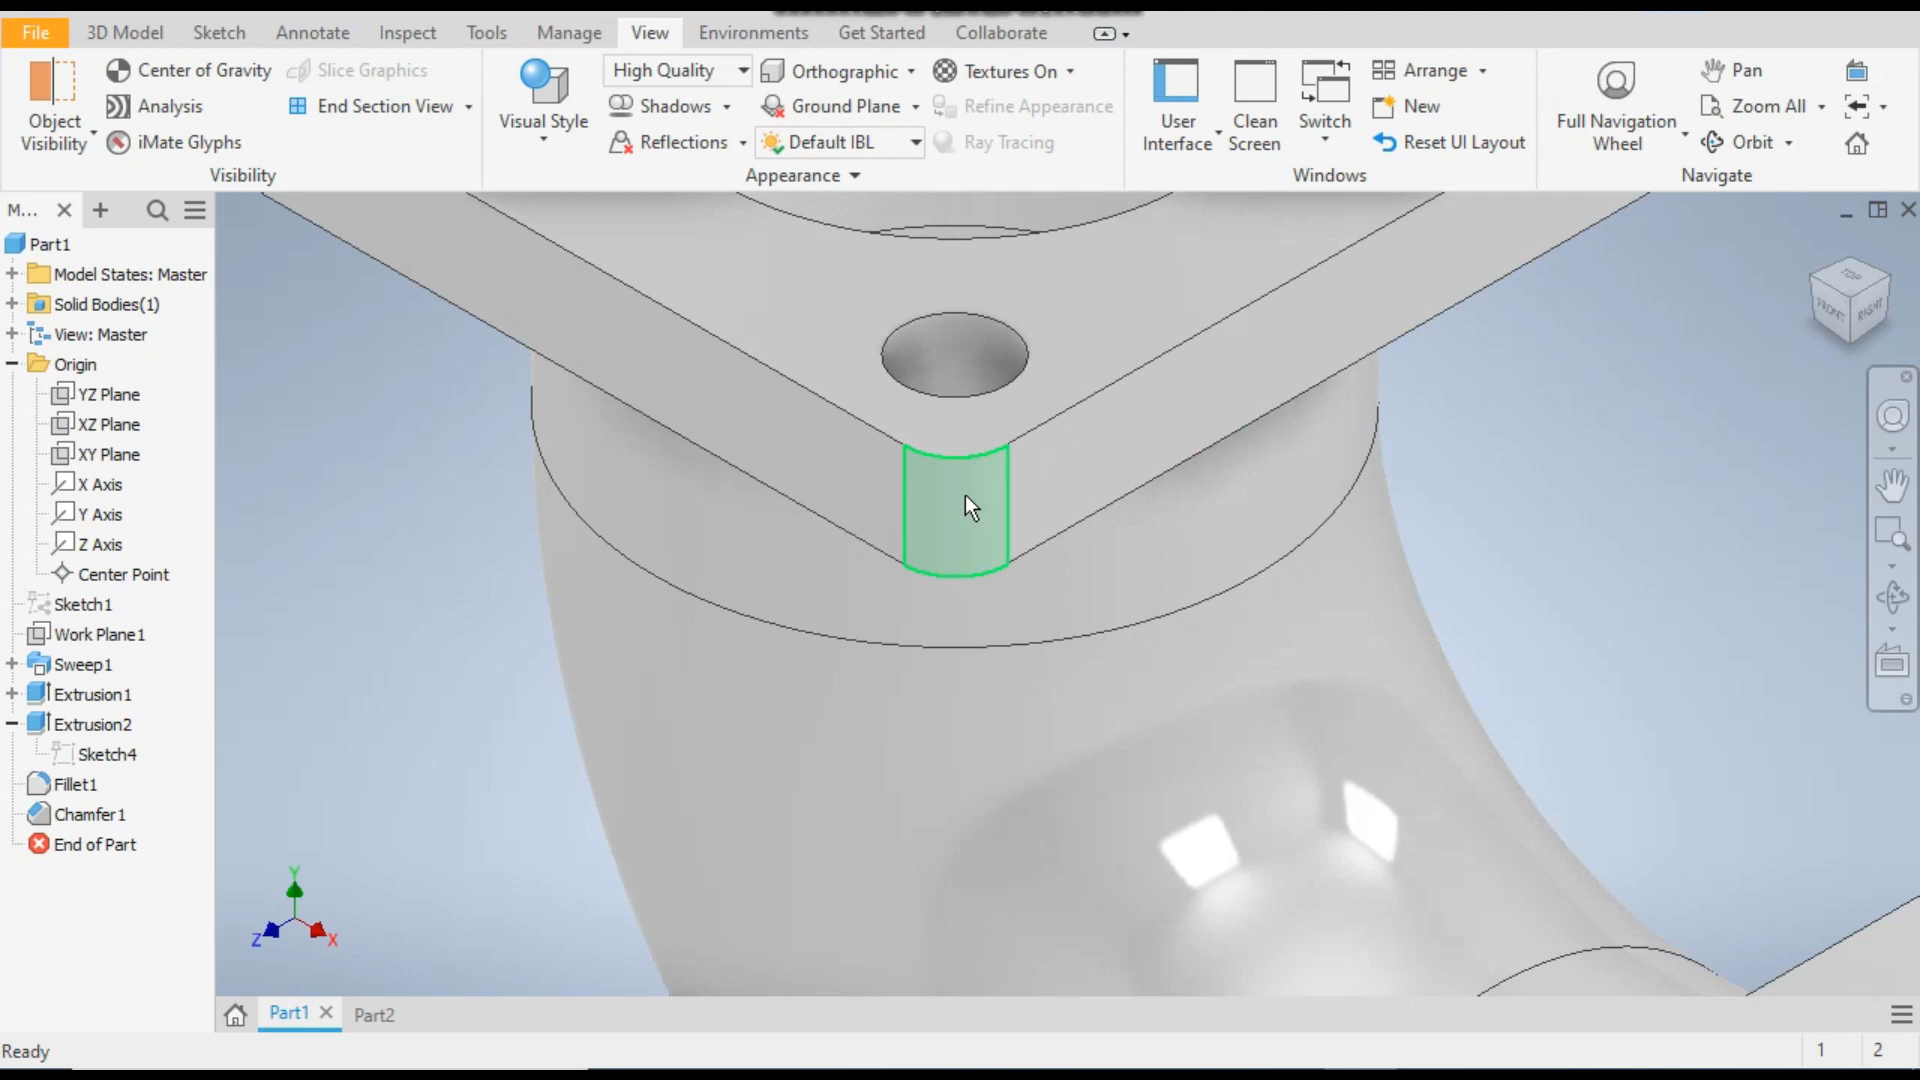 File 3D Model Sketch Annotate Inspect Tools Manage View Environments Get Started Collaborate
Object Visibility
Center of Gravity
Analysis
iMate Glyphs
Slice Graphics
End Section View
Visibility
Visual Style
High Quality
Shadows
Reflections
Orthographic
Ground Plane
Default IBL
Textures On
Refine Appearance
Ray Tracing
Appearance
User Interface
Clean Screen
Switch
Arrange
New
Reset UI Layout
Windows
Full Navigation Wheel
Pan
Zoom All
Orbit
Navigate
M...
Part1
Model States: Master
Solid Bodies(1)
View: Master
Origin
YZ Plane
XZ Plane
XY Plane
X Axis
Y Axis
Z Axis
Center Point
Sketch1
Work Plane1
Sweep1
Extrusion1
Extrusion2
Sketch4
Fillet1
Chamfer1
End of Part
TOP
FRONT
RIGHT
Y
Z
X
Part1
Part2
Ready
1 2